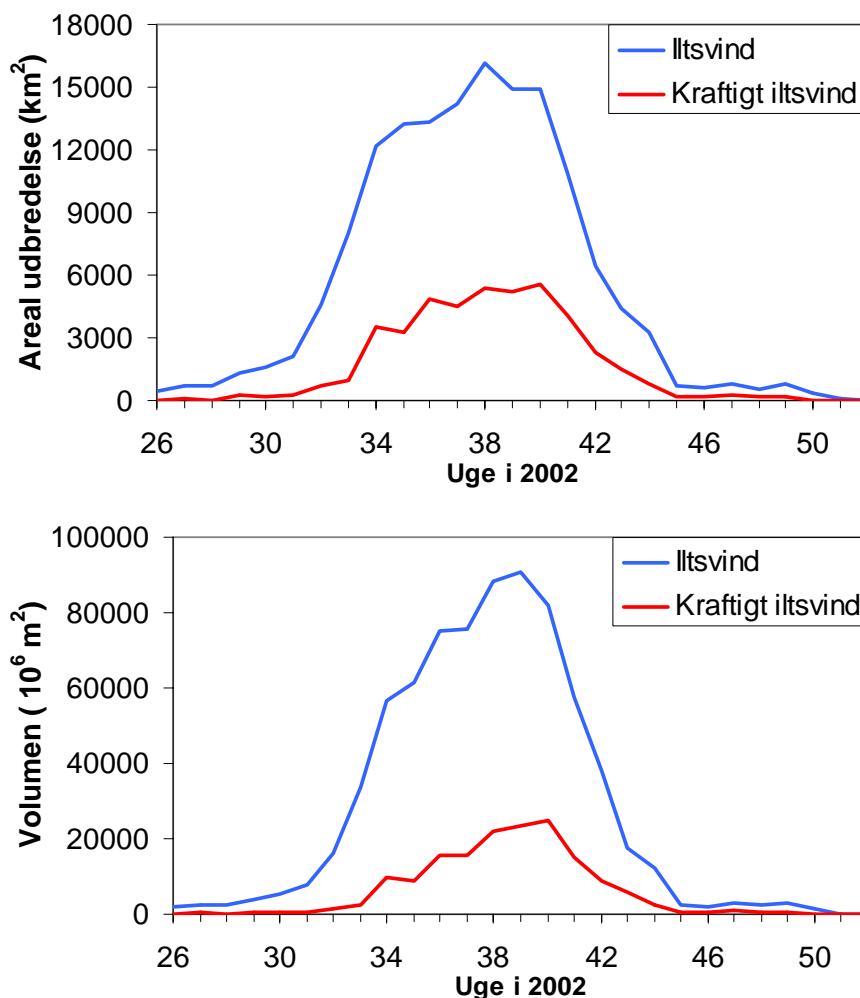 18000
15000
12000
9000
6000
3000
0
Areal udbredelse (km²)
Iltsvind
Kraftigt iltsvind
26 30 34 38 42 46 50
Uge i 2002
100000
80000
60000
40000
20000
0
Volumen ( 10⁶ m²)
Iltsvind
Kraftigt iltsvind
26 30 34 38 42 46 50
Uge i 2002